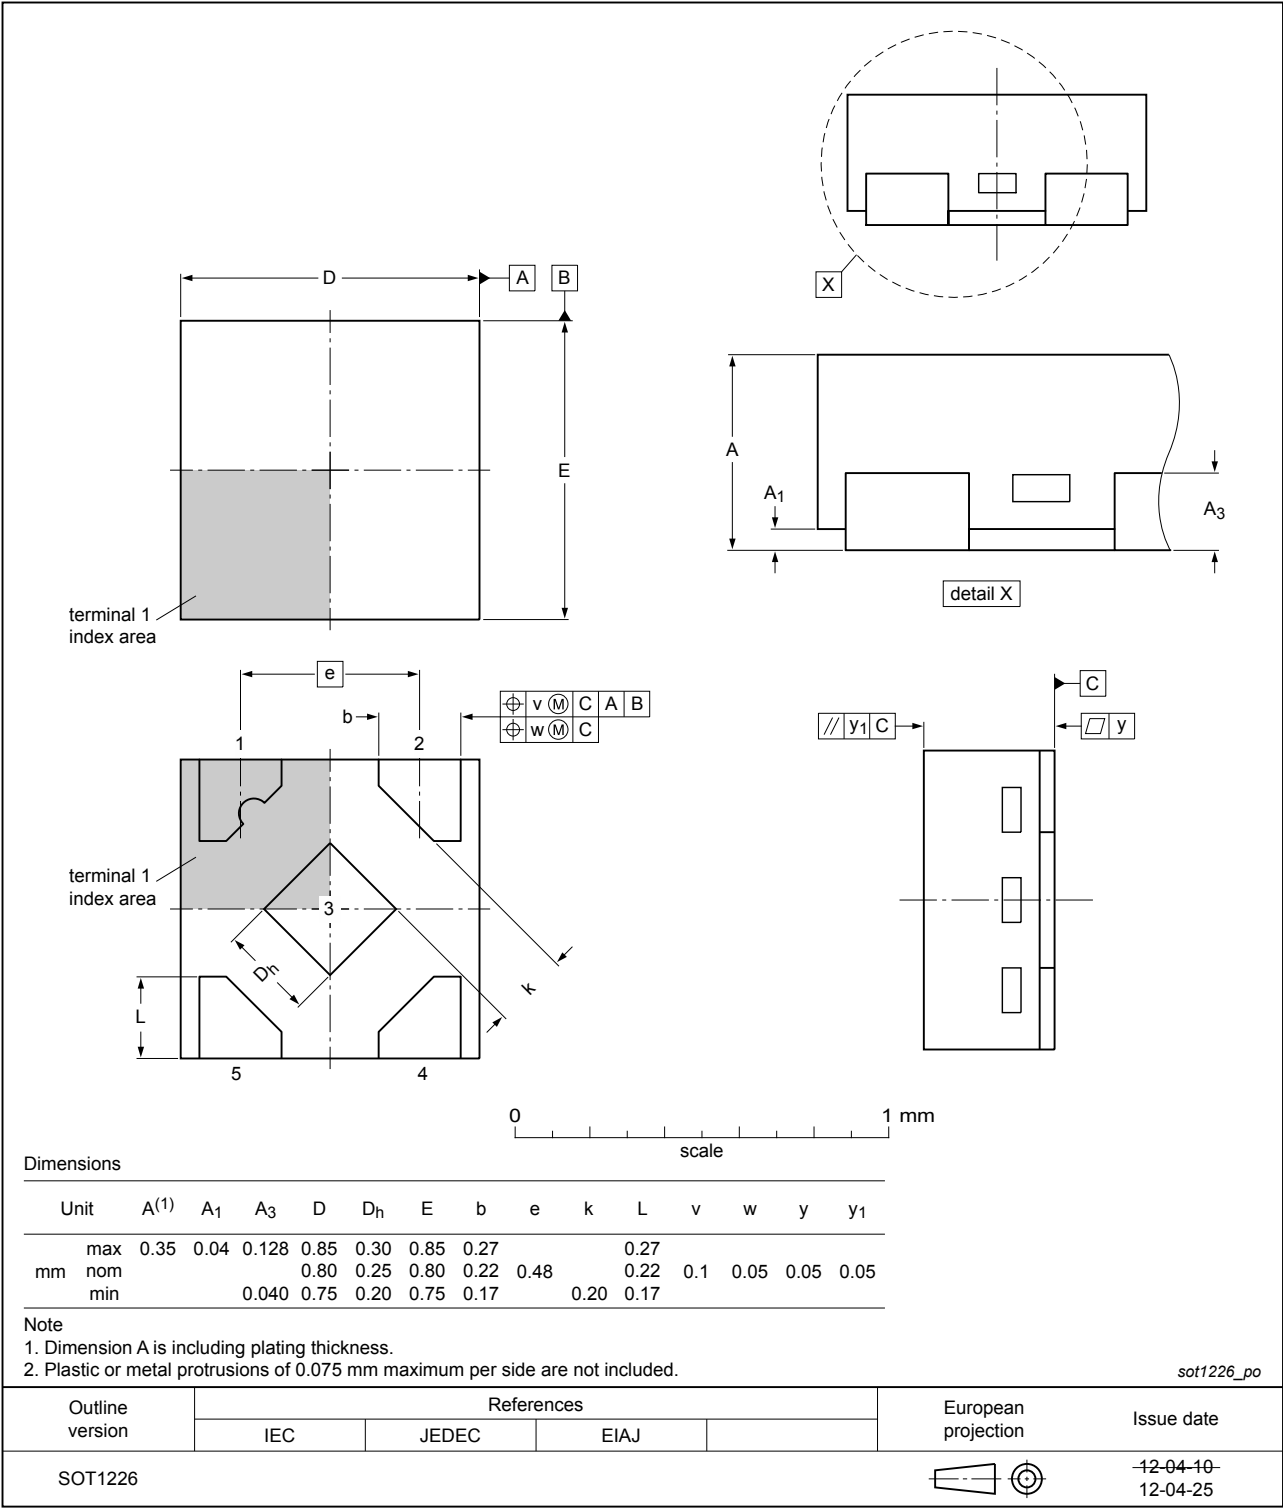 X
D
A
B
E
terminal 1
index area
A
A1
A3
detail X
e
b
v M C A B
w M C
1
2
terminal 1
index area
3
Dh
k
L
5
4
C
// y1 C
y
0
1 mm
scale
Dimensions
Unit A(1) A1 A3 D Dh E b e k L v w y y1
max 0.35 0.04 0.128 0.85 0.30 0.85 0.27 0.27
mm nom 0.80 0.25 0.80 0.22 0.48 0.22 0.1 0.05 0.05 0.05
min 0.040 0.75 0.20 0.75 0.17 0.20 0.17
Note
1. Dimension A is including plating thickness.
2. Plastic or metal protrusions of 0.075 mm maximum per side are not included.
sot1226_po
Outline
version
References
IEC JEDEC EIAJ
European
projection
Issue date
SOT1226
12-04-10
12-04-25